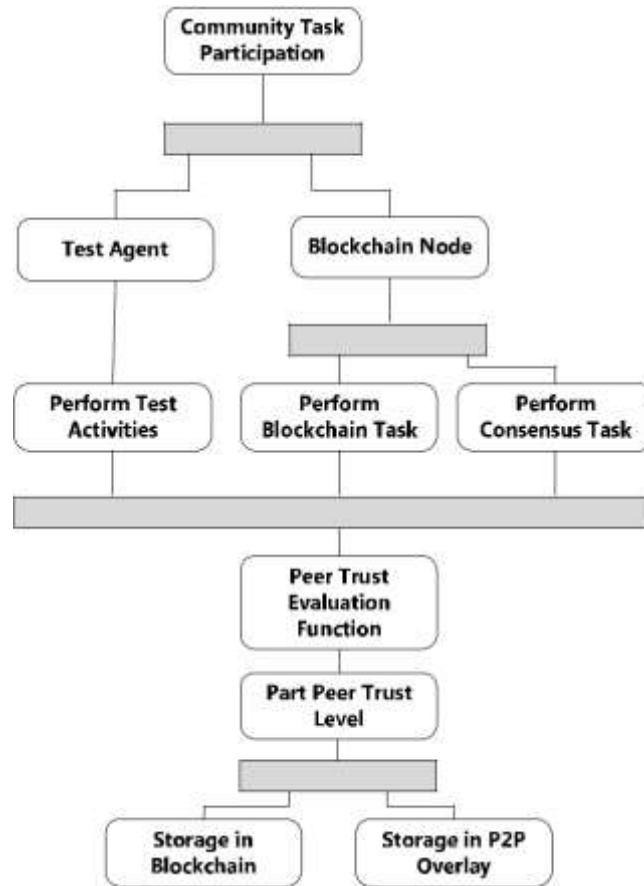 Community Task
Participation
Test Agent
Blockchain Node
Perform Test
Activities
Perform
Blockchain Task
Perform
Consensus Task
Peer Trust
Evaluation
Function
Part Peer Trust
Level
Storage in
Blockchain
Storage in P2P
Overlay